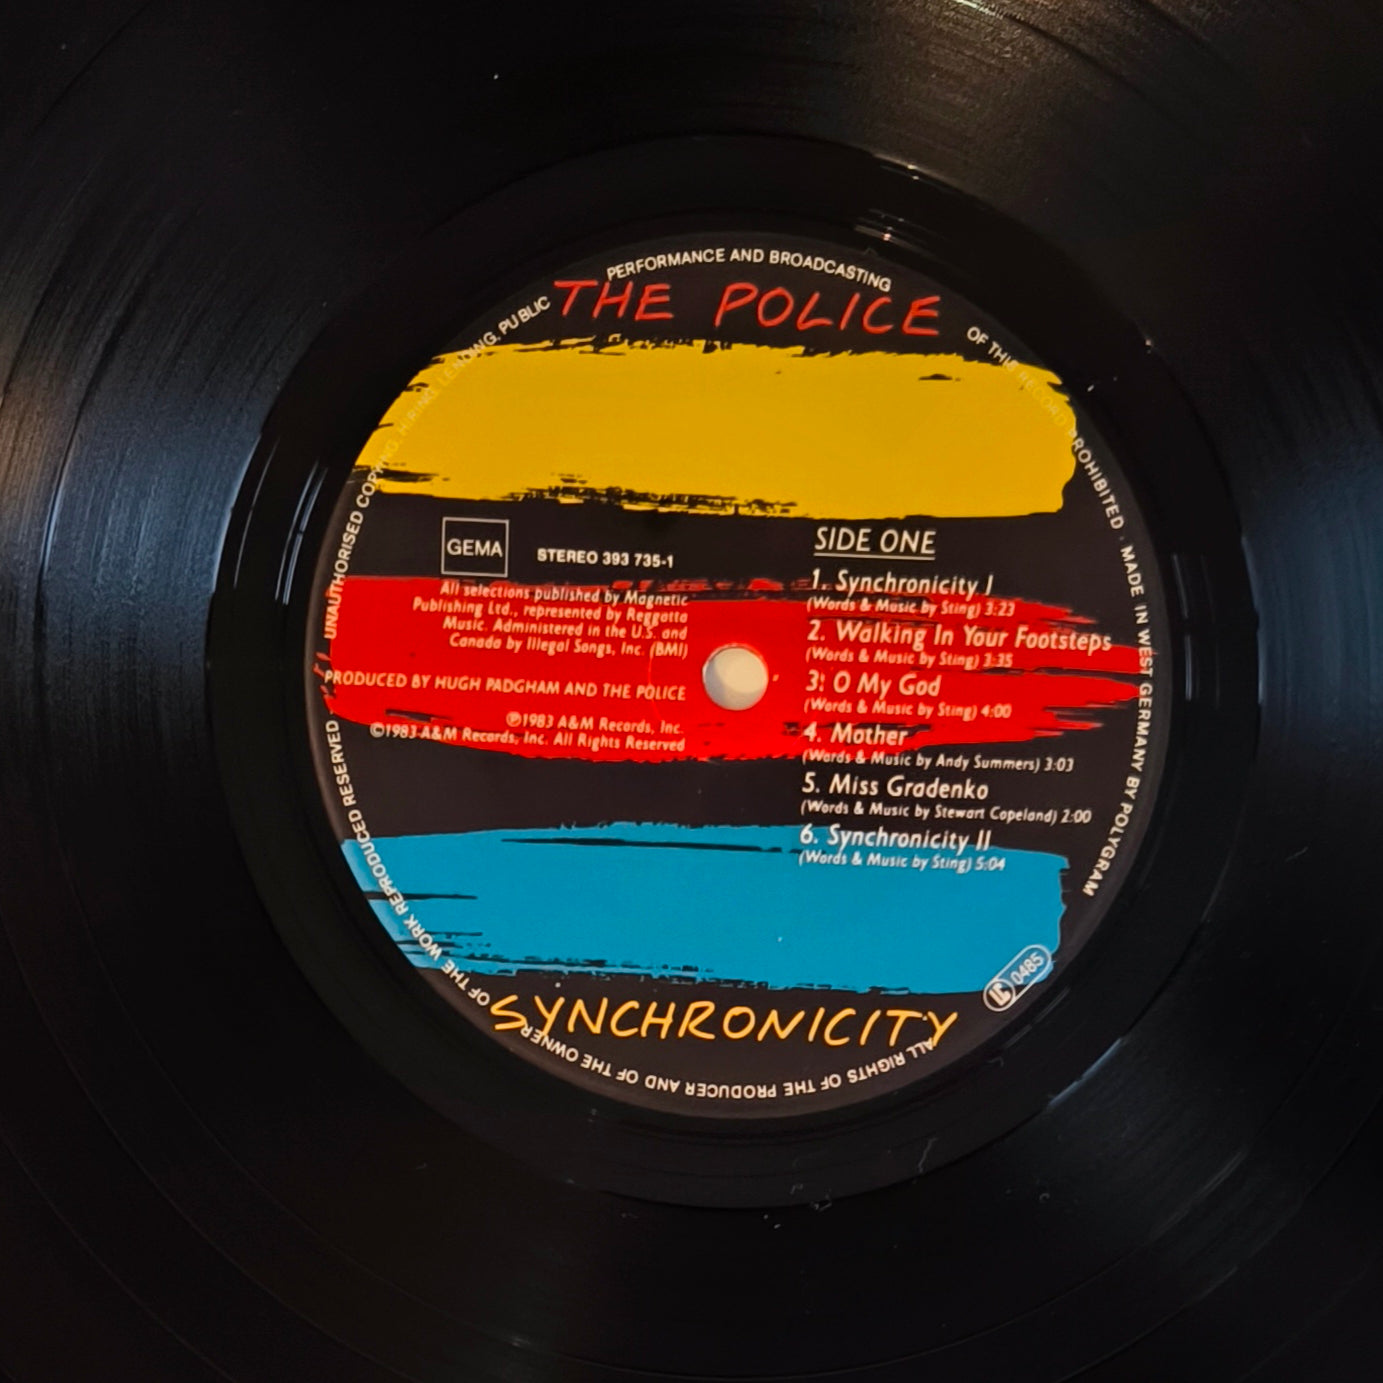 PERFORMANCE AND BROADCASTING
THE POLICE
OF THIS RECORD PROHIBITED · MADE IN WEST GERMANY BY POLYGRAM
UNAUTHORISED COPYING, HIRING, LENDING, PUBLIC
GEMA
STEREO 393 735-1
All selections published by Magnetic
Publishing Ltd., represented by Reggatta
Music. Administered in the U.S. and
Canada by Illegal Songs, Inc. (BMI)
PRODUCED BY HUGH PADGHAM AND THE POLICE
℗1983 A&M Records, Inc.
©1983 A&M Records, Inc. All Rights Reserved
SIDE ONE
1. Synchronicity I
(Words & Music by Sting) 3:23
2. Walking In Your Footsteps
(Words & Music by Sting) 3:35
3. O My God
(Words & Music by Sting) 4:00
4. Mother
(Words & Music by Andy Summers) 3:03
5. Miss Gradenko
(Words & Music by Stewart Copeland) 2:00
6. Synchronicity II
(Words & Music by Sting) 5:04
LC 0485
SYNCHRONICITY
ALL RIGHTS OF THE PRODUCER AND OF THE OWNER
OF THE WORK REPRODUCED RESERVED ·